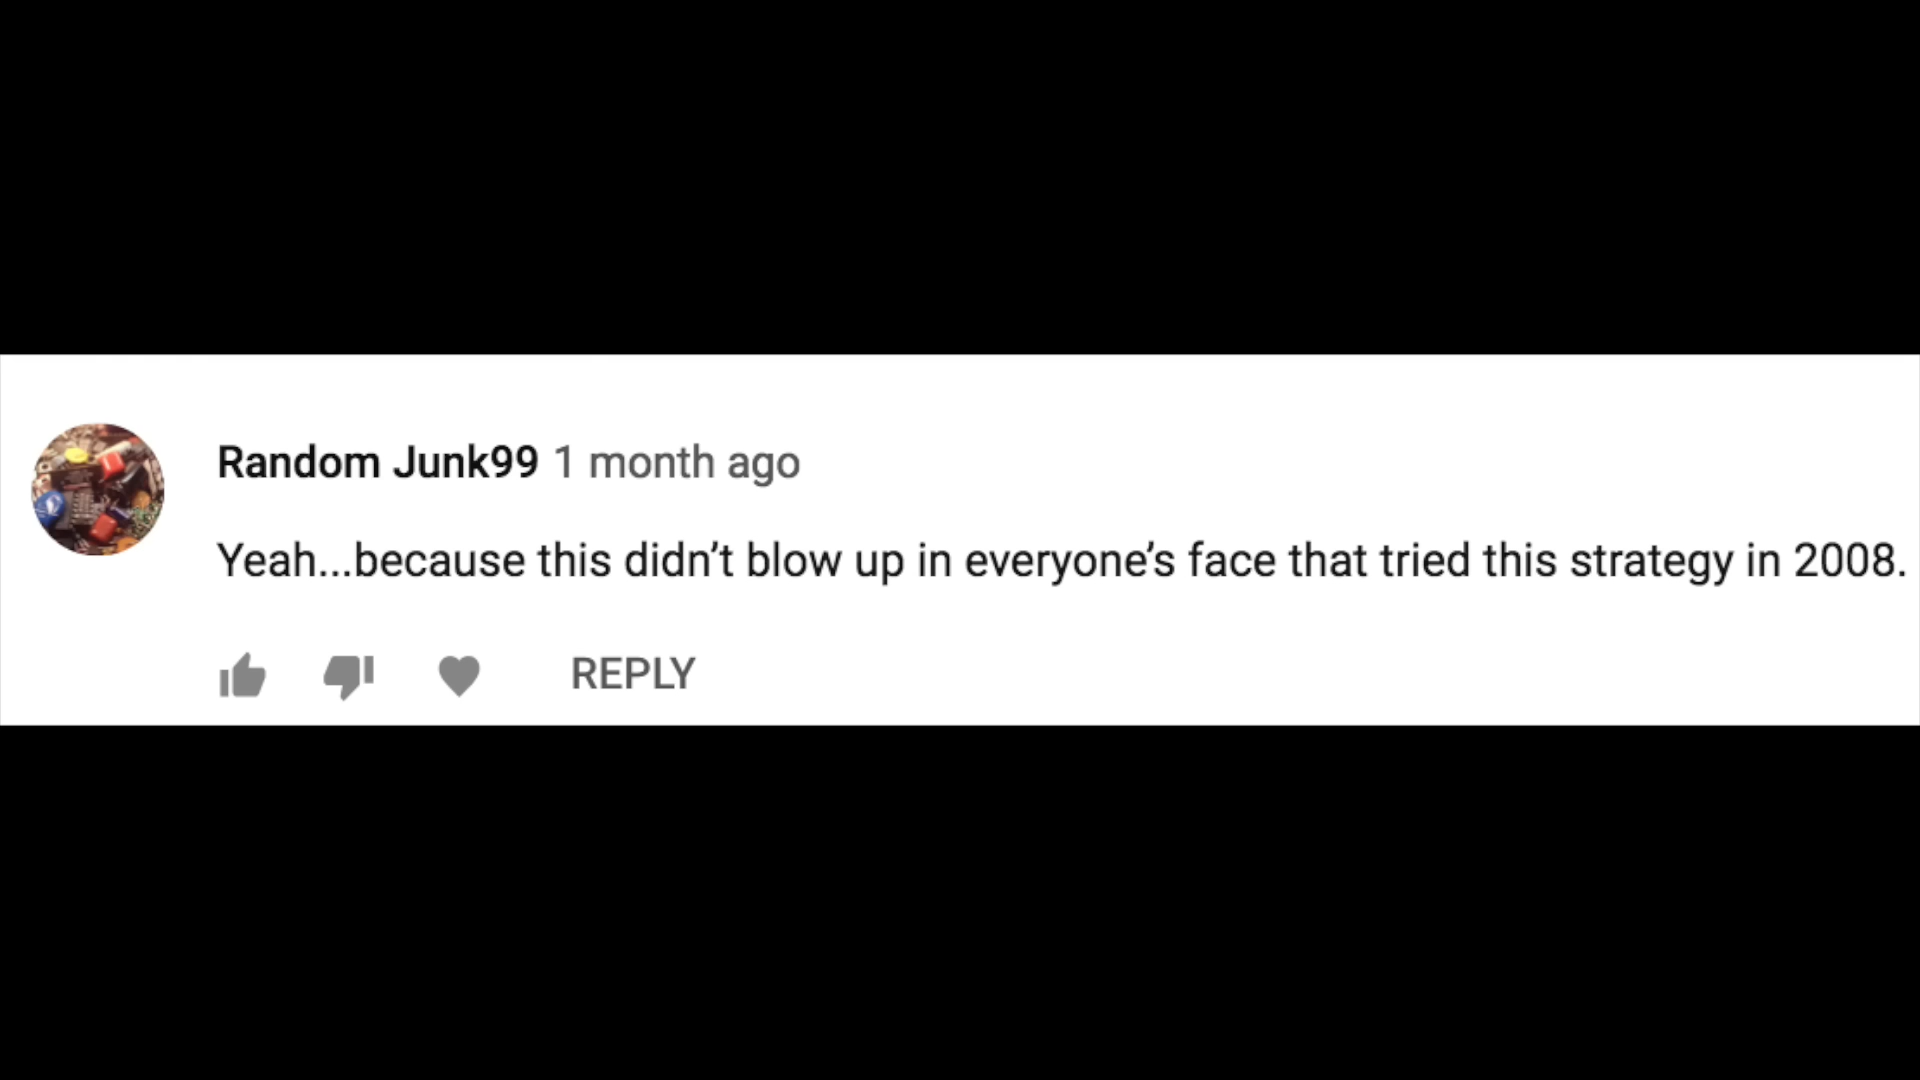 Random Junk99 1 month ago
Yeah...because this didn’t blow up in everyone’s face that tried this strategy in 2008.
REPLY